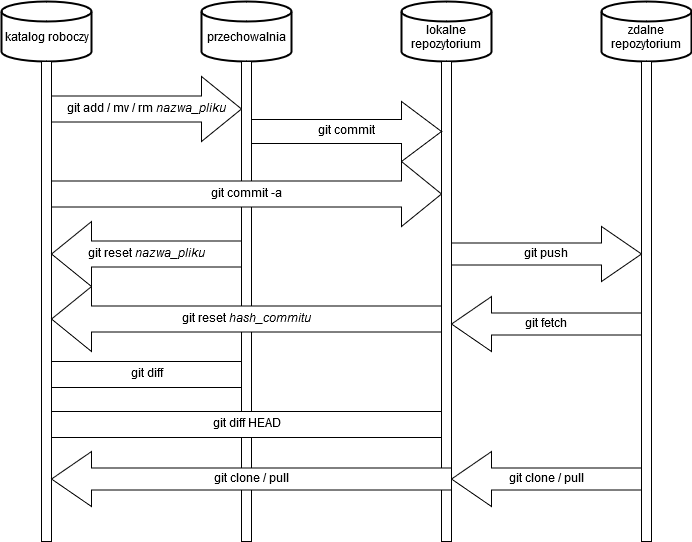 katalog roboczy
przechowalnia
lokalne
repozytorium
zdalne
repozytorium
git add / mv / rm nazwa_pliku
git commit
git commit -a
git reset nazwa_pliku
git push
git reset hash_commitu
git fetch
git diff
git diff HEAD
git clone / pull
git clone / pull